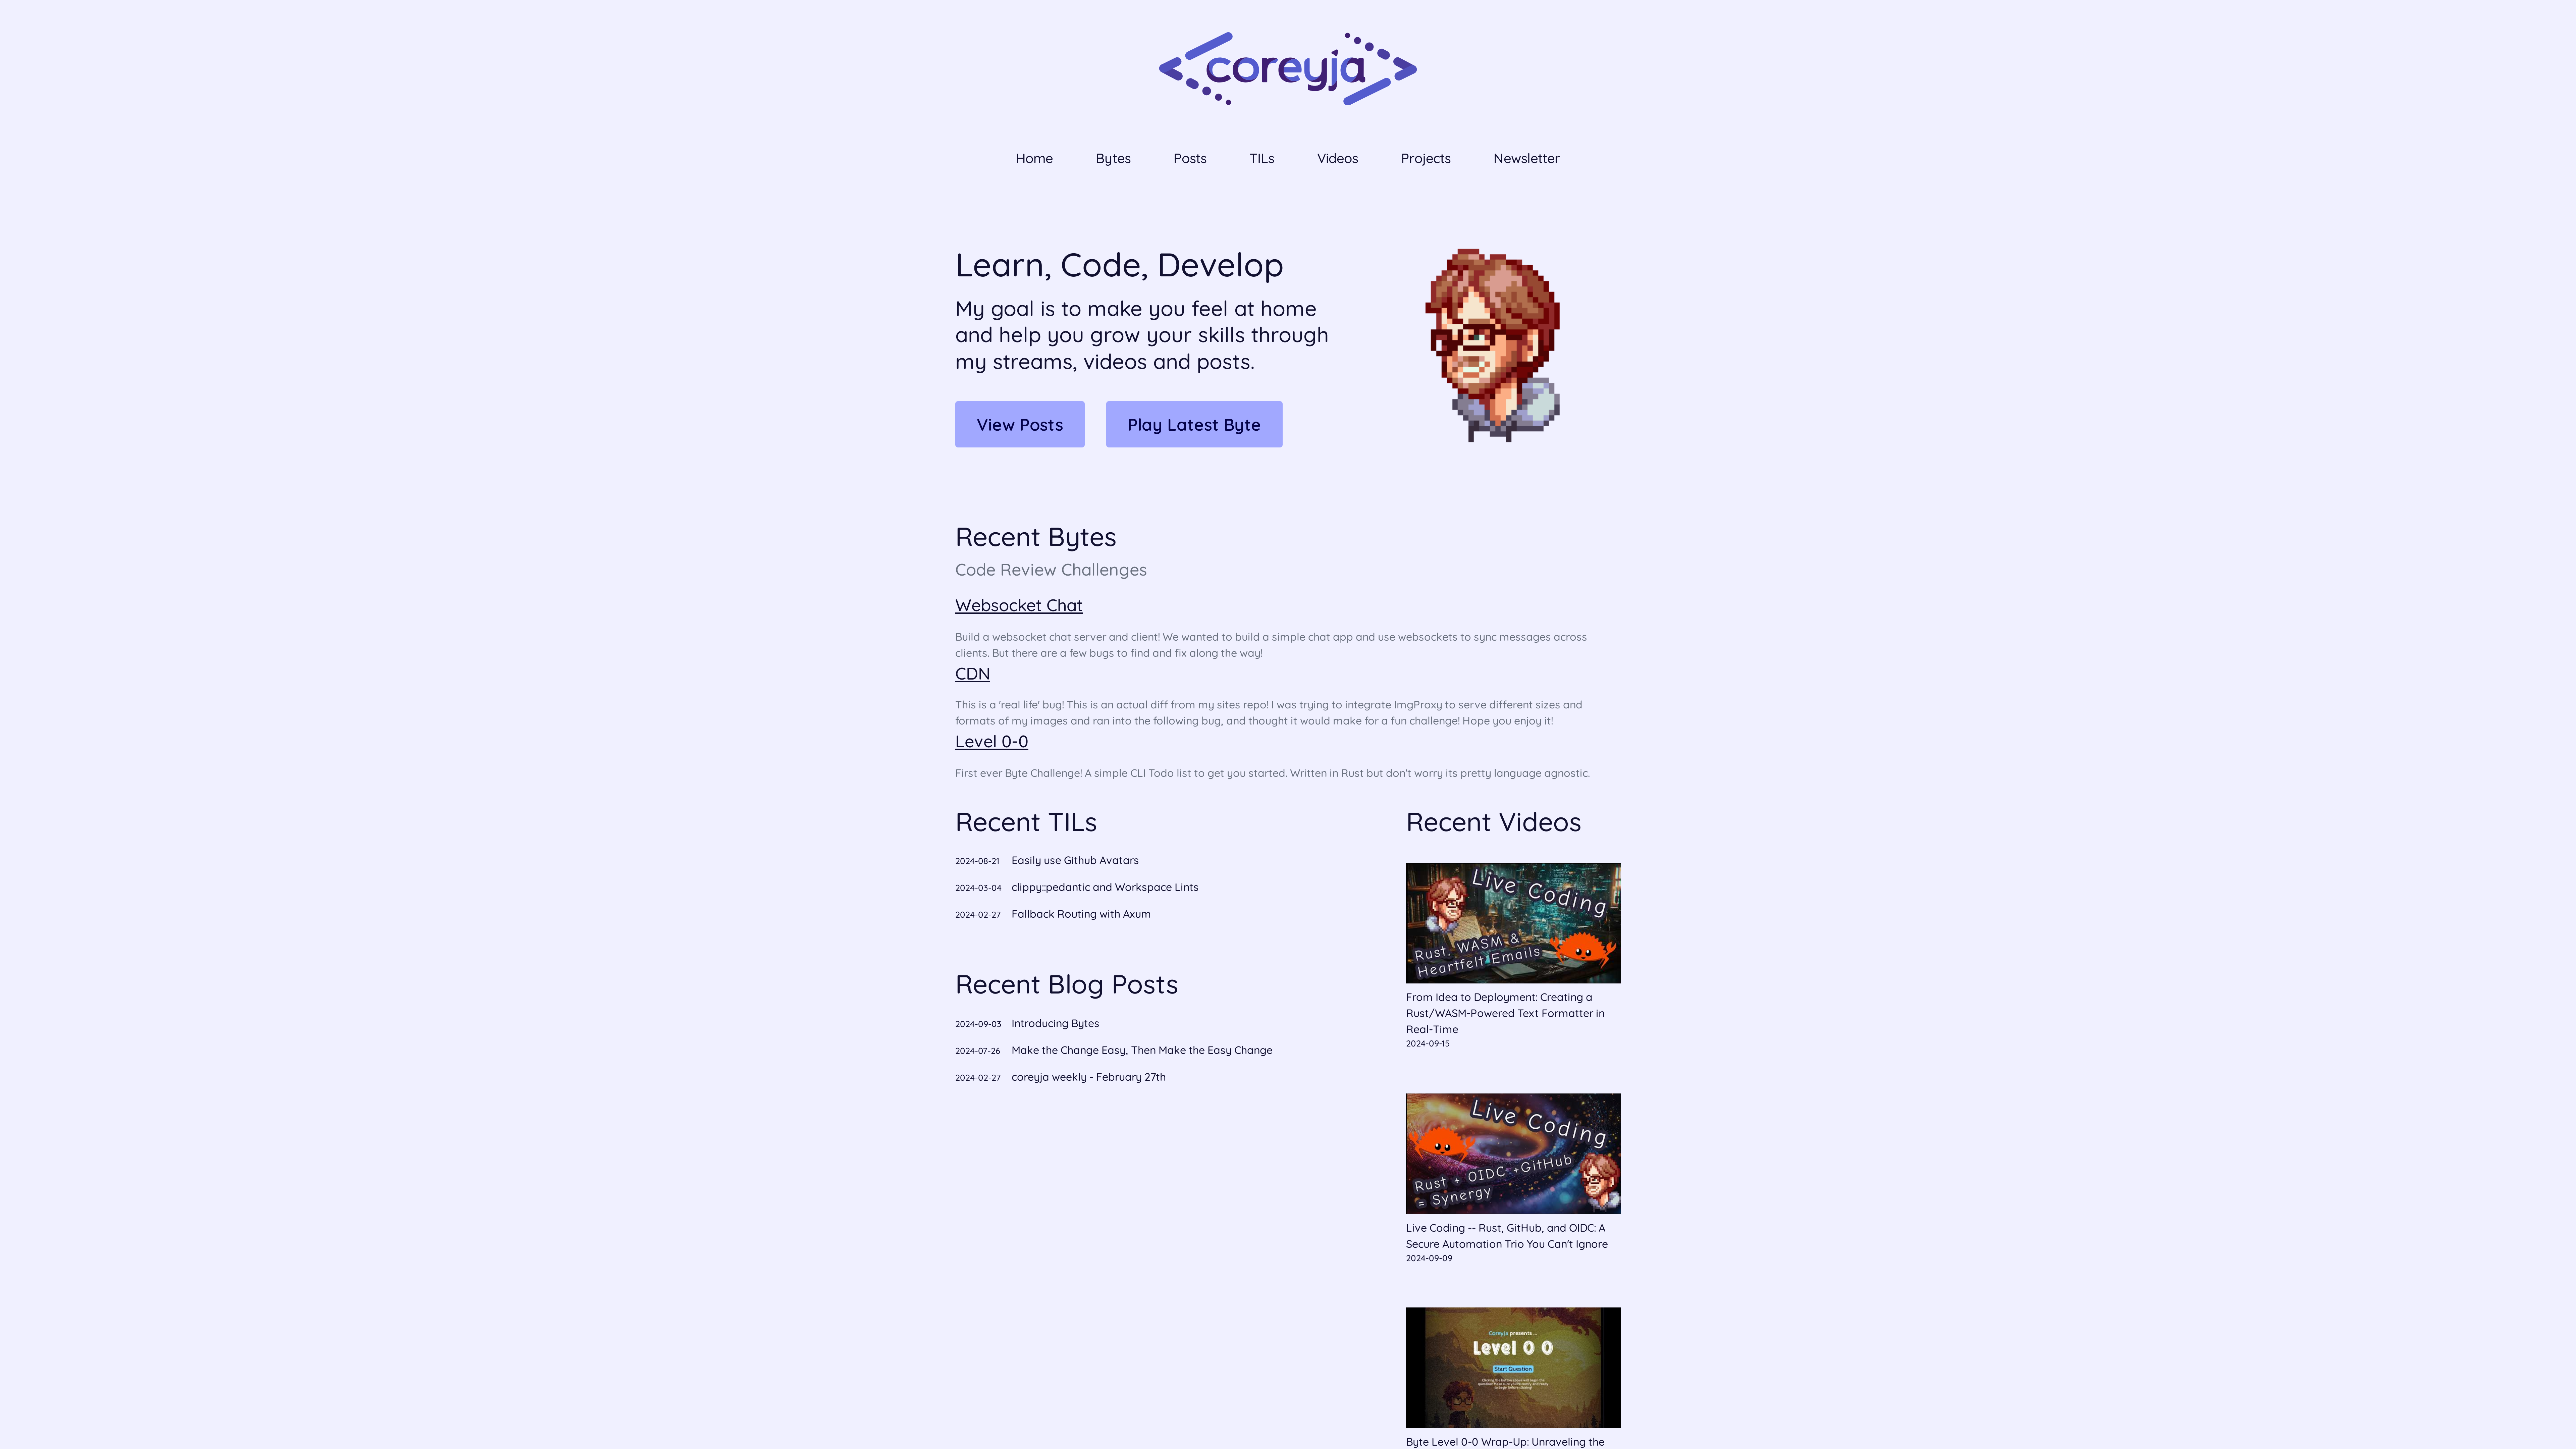 coreyja
Home Bytes Posts TILs Videos Projects Newsletter
Learn, Code, Develop
My goal is to make you feel at home
and help you grow your skills through
my streams, videos and posts.
View Posts Play Latest Byte
Recent Bytes
Code Review Challenges
Websocket Chat
Build a websocket chat server and client! We wanted to build a simple chat app and use websockets to sync messages across
clients. But there are a few bugs to find and fix along the way!
CDN
This is a 'real life' bug! This is an actual diff from my sites repo! I was trying to integrate ImgProxy to serve different sizes and
formats of my images and ran into the following bug, and thought it would make for a fun challenge! Hope you enjoy it!
Level 0-0
First ever Byte Challenge! A simple CLI Todo list to get you started. Written in Rust but don't worry its pretty language agnostic.
Recent TILs
2024-08-21 Easily use Github Avatars
2024-03-04 clippy::pedantic and Workspace Lints
2024-02-27 Fallback Routing with Axum
Recent Blog Posts
2024-09-03 Introducing Bytes
2024-07-26 Make the Change Easy, Then Make the Easy Change
2024-02-27 coreyja weekly - February 27th
Recent Videos
Live Coding
Rust, WASM &
Heartfelt Emails
From Idea to Deployment: Creating a
Rust/WASM-Powered Text Formatter in
Real-Time
2024-09-15
Live Coding
Rust + OIDC +GitHub
= Synergy
Live Coding -- Rust, GitHub, and OIDC: A
Secure Automation Trio You Can't Ignore
2024-09-09
Coreyja presents...
Level 0 0
Start Question
Byte Level 0-0 Wrap-Up: Unraveling the